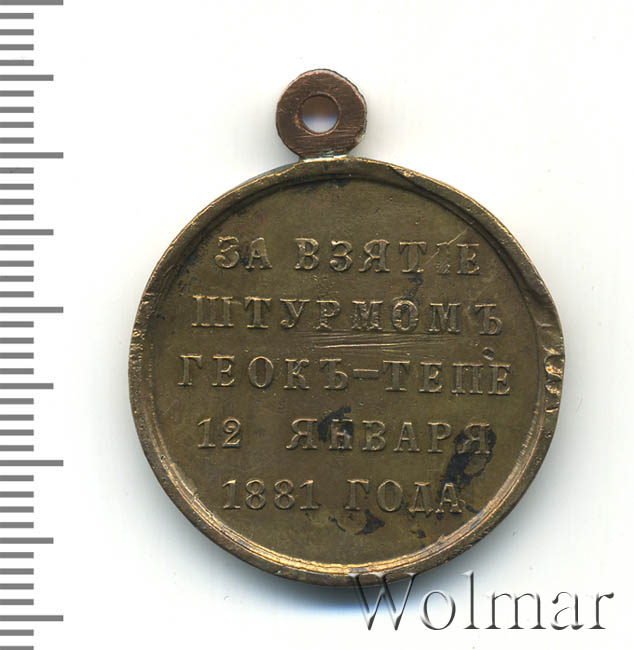 ЗА ВЗЯТІЕ
ШТУРМОМЪ
ГЕОКЪ-ТЕПЕ
12 ЯНВАРЯ
1881 ГОДА
Wolmar